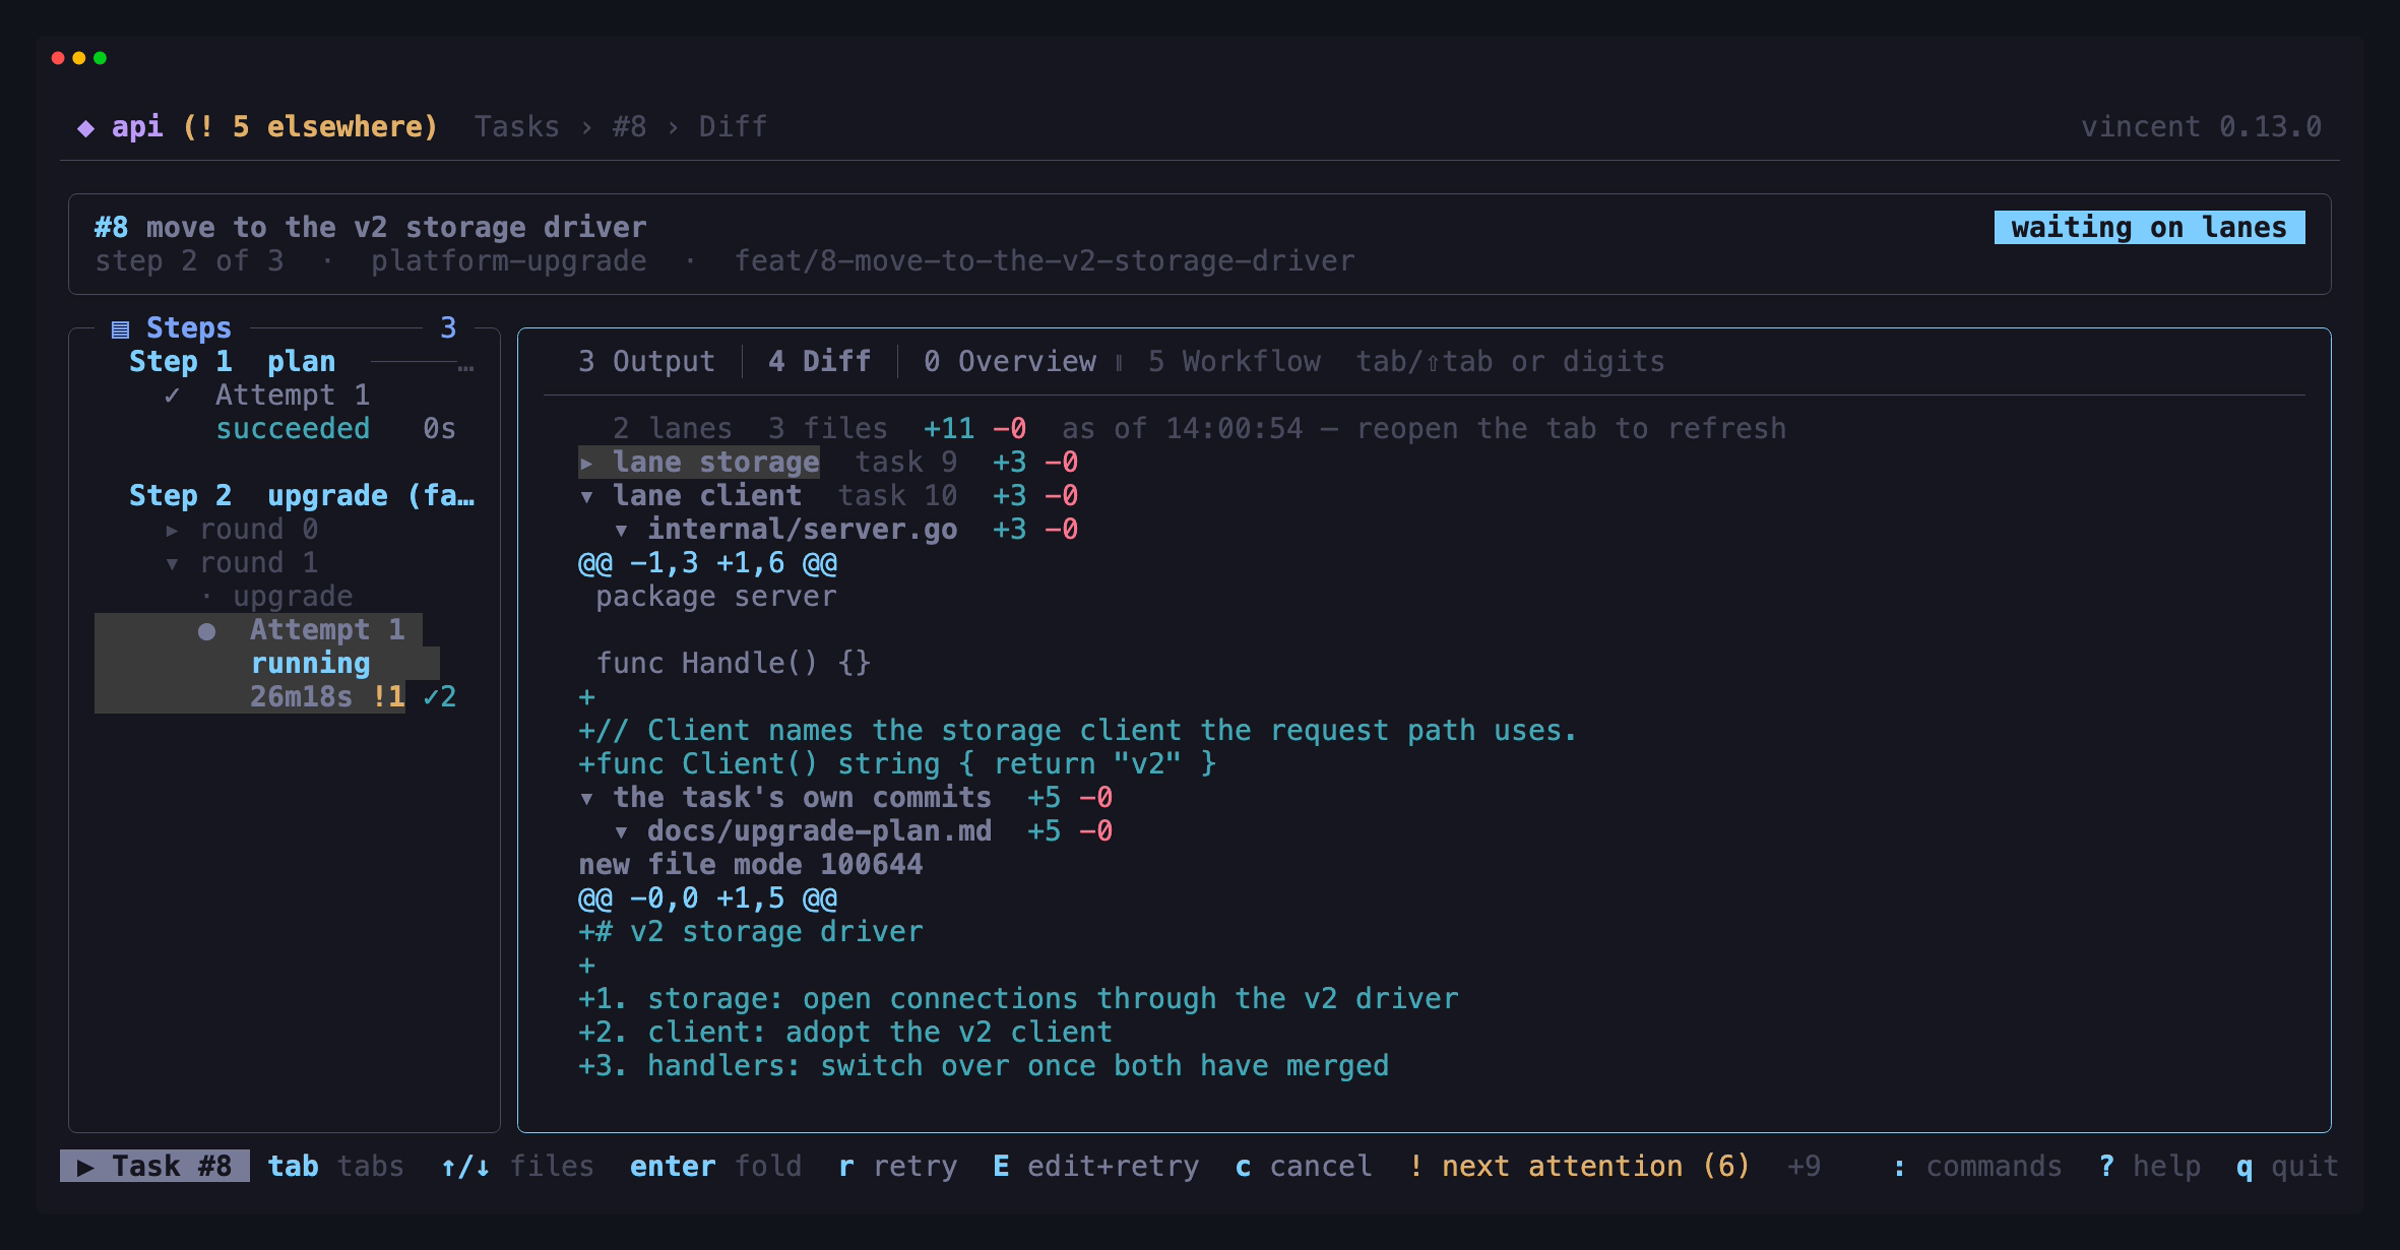 ◆ api (! 5 elsewhere) Tasks › #8 › Diff vincent 0.13.0
#8 move to the v2 storage driver waiting on lanes
step 2 of 3 · platform-upgrade · feat/8-move-to-the-v2-storage-driver
▤ Steps 3
Step 1 plan …
✓ Attempt 1
succeeded 0s
Step 2 upgrade (fa…
▸ round 0
▾ round 1
· upgrade
● Attempt 1
running
26m18s !1 ✓2
3 Output │ 4 Diff │ 0 Overview ‖ 5 Workflow tab/⇧tab or digits
2 lanes 3 files +11 −0 as of 14:00:54 — reopen the tab to refresh
▸ lane storage task 9 +3 −0
▾ lane client task 10 +3 −0
▾ internal/server.go +3 −0
@@ -1,3 +1,6 @@
package server
func Handle() {}
+
+// Client names the storage client the request path uses.
+func Client() string { return "v2" }
▾ the task's own commits +5 −0
▾ docs/upgrade-plan.md +5 −0
new file mode 100644
@@ -0,0 +1,5 @@
+# v2 storage driver
+
+1. storage: open connections through the v2 driver
+2. client: adopt the v2 client
+3. handlers: switch over once both have merged
▶ Task #8 tab tabs ↑/↓ files enter fold r retry E edit+retry c cancel ! next attention (6) +9 : commands ? help q quit